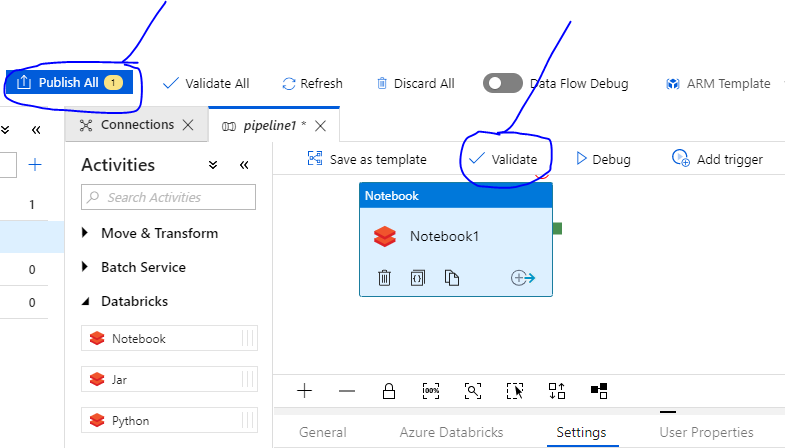 Publish All 1 Validate All Refresh Discard All Data Flow Debug ARM Template
« Connections pipeline1 *
Activities «
Save as template Validate Debug Add trigger
Search Activities
Notebook
1
Move & Transform
Notebook1
Batch Service
0
Databricks
0
Notebook
Jar
100%
Python
General Azure Databricks Settings User Properties